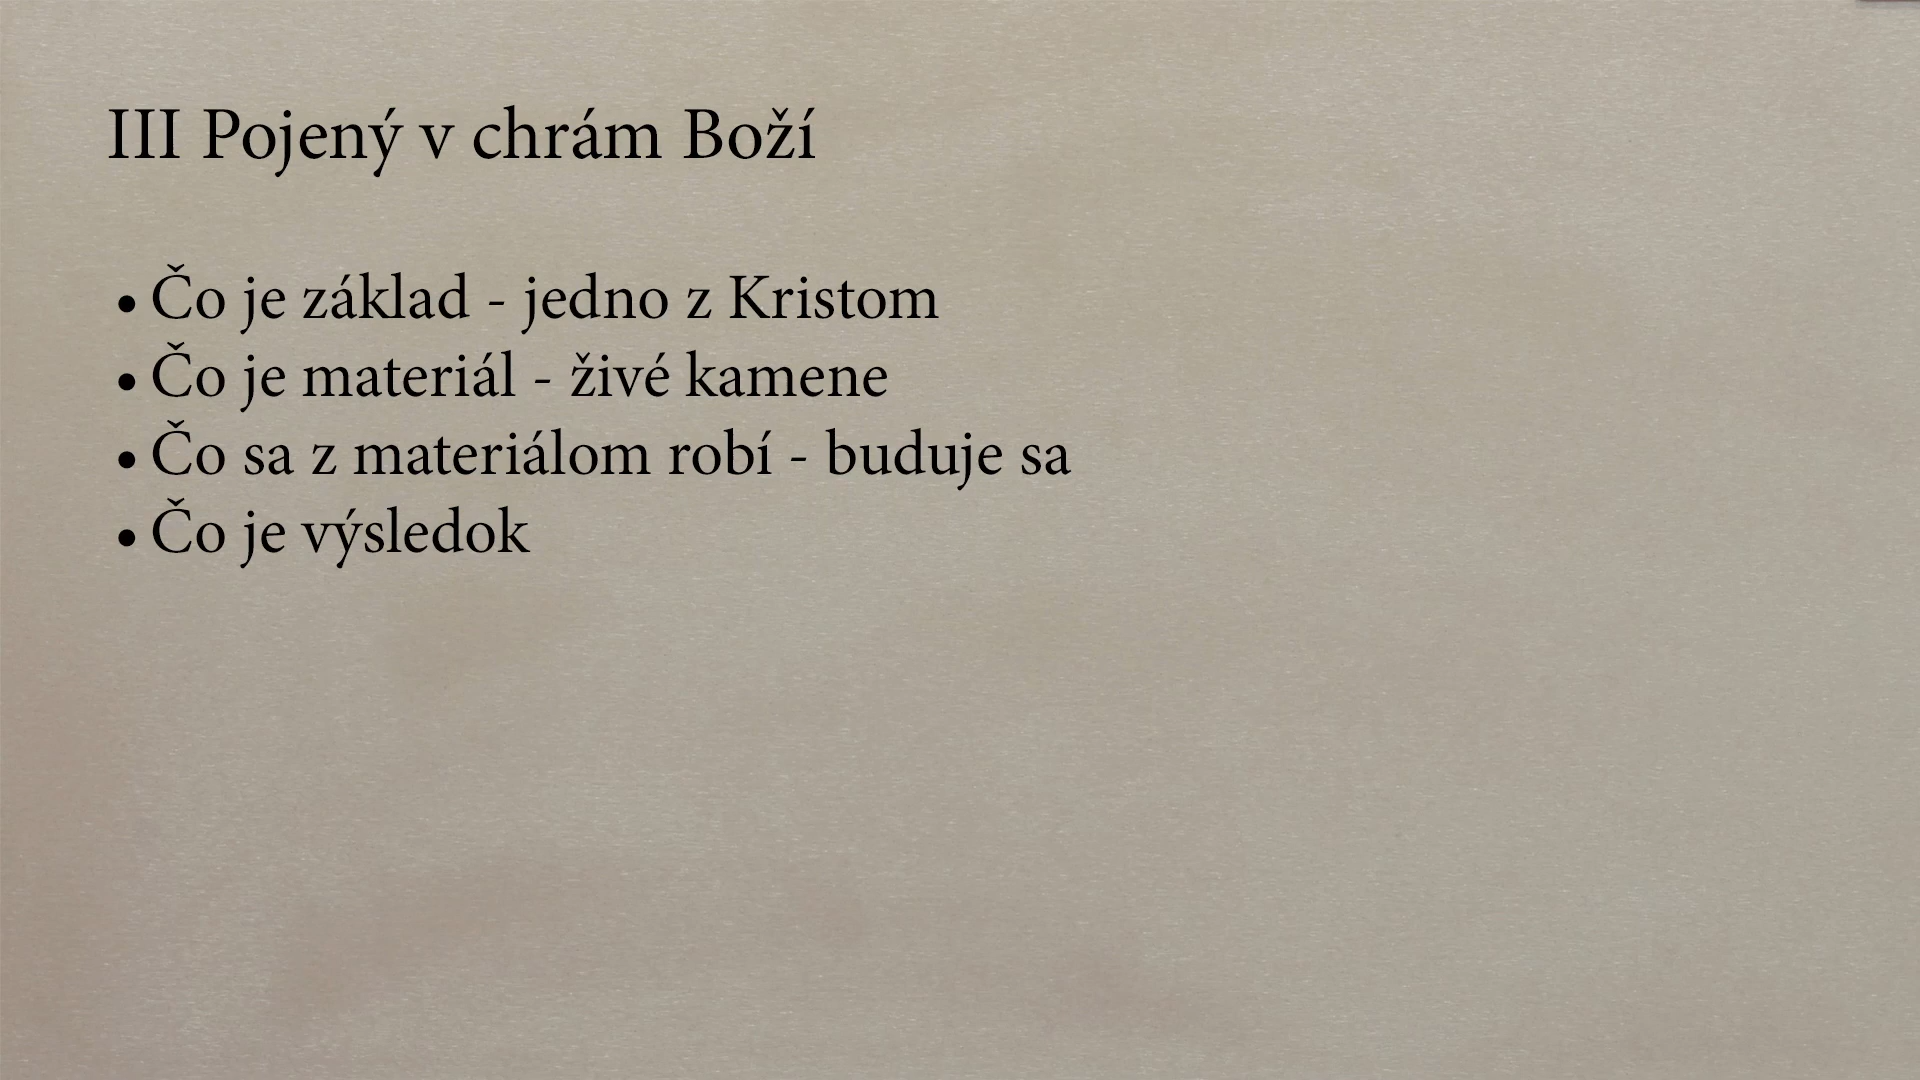 III Pojený v chrám Boží
• Čo je základ - jedno z Kristom
• Čo je materiál - živé kamene
• Čo sa z materiálom robí - buduje sa
• Čo je výsledok